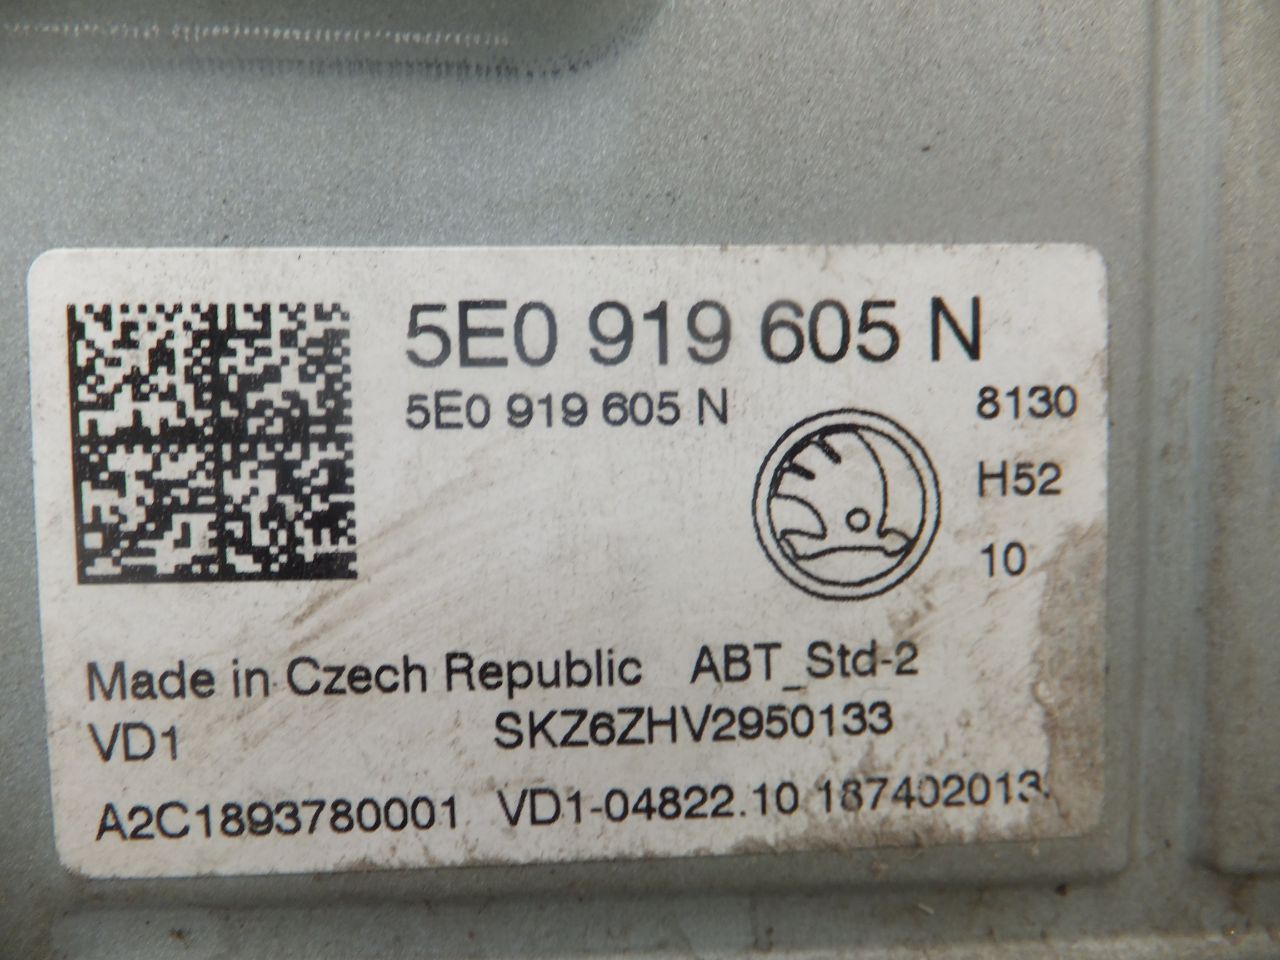 5E0 919 605 N
5E0 919 605 N
8130
H52
10
Made in Czech Republic ABT_Std-2
VD1 SKZ6ZHV2950133
A2C1893780001 VD1-04822.10